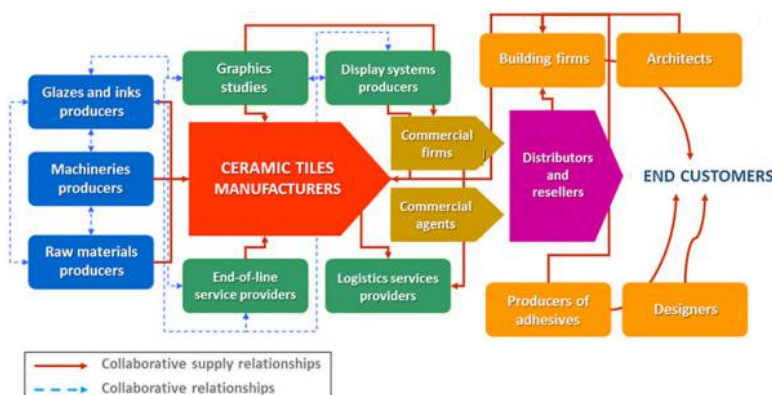 Graphics
studies
Display systems
producers
Building firms
Architects
Glazes and inks
producers
Commercial
firms
Machineries
producers
CERAMIC TILES
MANUFACTURERS
Distributors
and
resellers
END CUSTOMERS
Commercial
agents
Raw materials
producers
End-of-line
service providers
Logistics services
providers
Producers of
adhesives
Designers
Collaborative supply relationships
Collaborative relationships